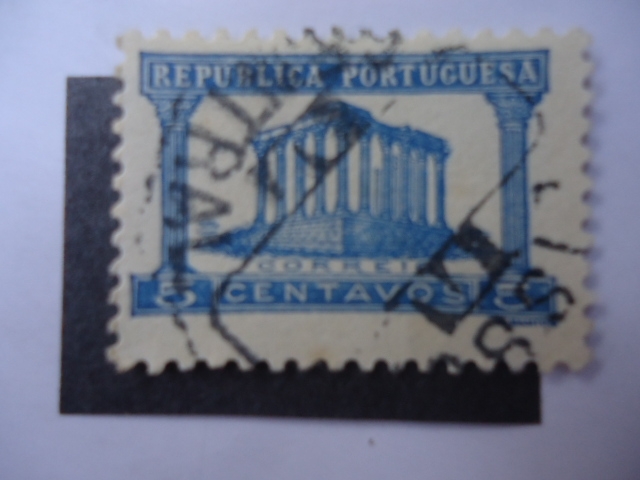 REPUBLICA PORTUGUESA
CORREIO
5 CENTAVOS 5